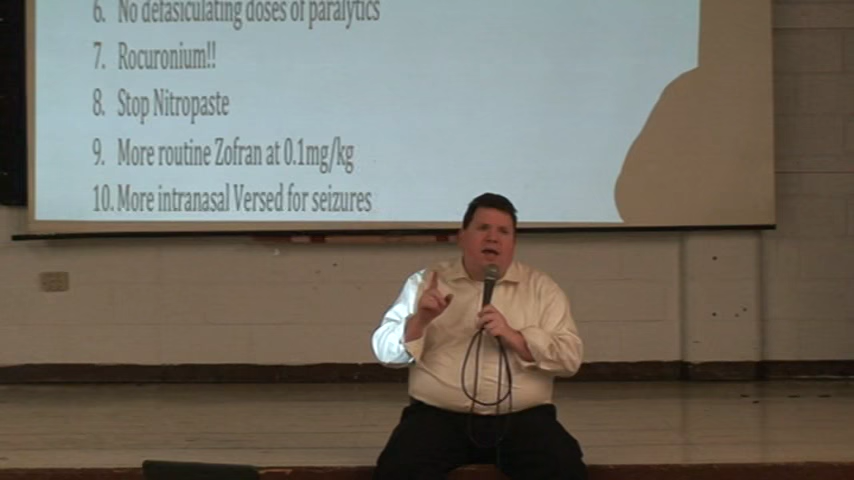 6. No defasiculating doses of paralytics
7. Rocuronium!!
8. Stop Nitropaste
9. More routine Zofran at 0.1mg/kg
10. More intranasal Versed for seizures